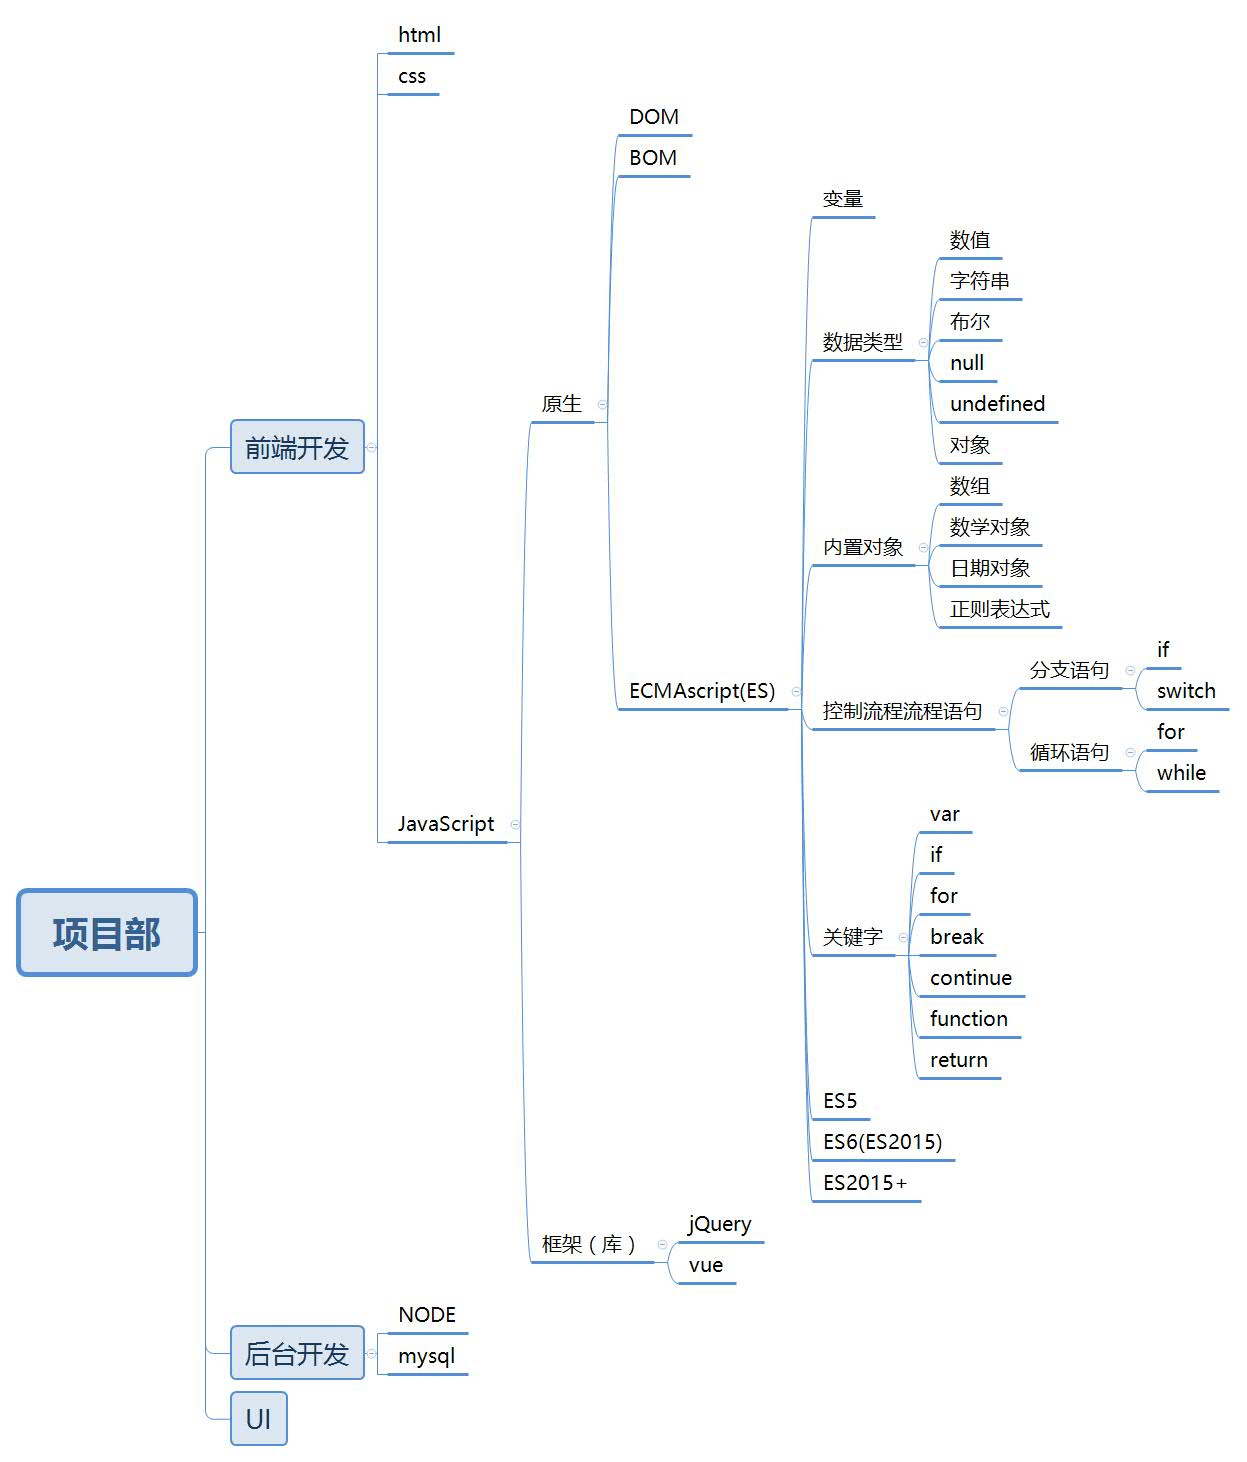 html
css
DOM
BOM
变量
数值
字符串
布尔
数据类型
null
undefined
原生
对象
前端开发
数组
数学对象
内置对象
日期对象
正则表达式
if
分支语句
ECMAscript(ES)
switch
控制流程流程语句
for
循环语句
while
var
JavaScript
if
for
项目部
关键字
break
continue
function
return
ES5
ES6(ES2015)
ES2015+
jQuery
框架（库）
vue
NODE
后台开发
mysql
UI